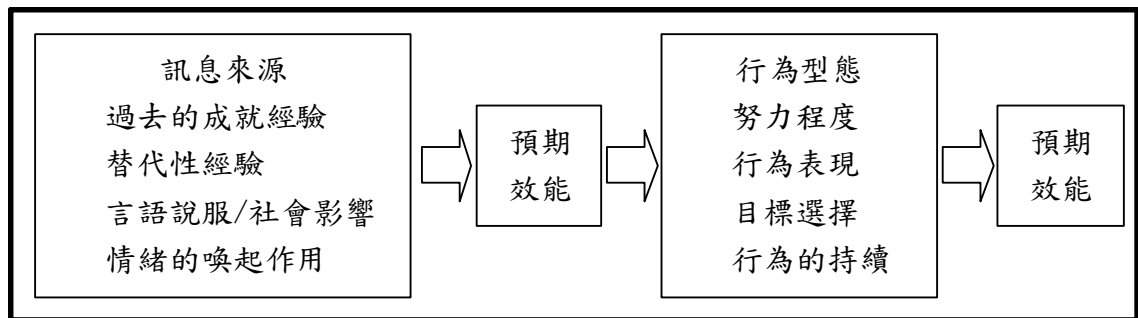 訊息來源
過去的成就經驗
替代性經驗
言語說服/社會影響
情緒的喚起作用
預期
效能
行為型態
努力程度
行為表現
目標選擇
行為的持續
預期
效能